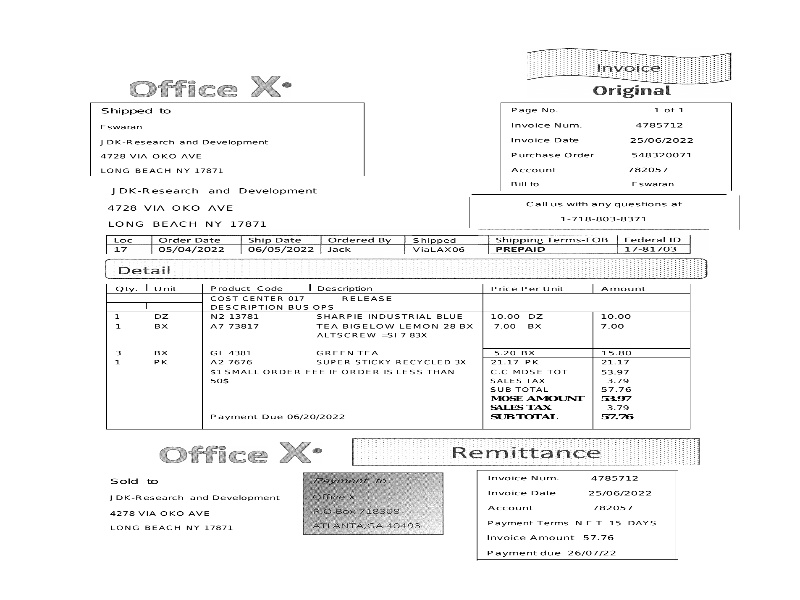 Invoice
Office X
Original
Shipped to
Eswaran
JDK-Research and Development
4728 VIA OKO AVE
LONG BEACH NY 17871
Page No. 1 of 1
Invoice Num. 4785712
Invoice Date 25/06/2022
Purchase Order 548320071
Account 782057
Bill to Eswaran
JDK-Research and Development
4728 VIA OKO AVE
LONG BEACH NY 17871
Call us with any questions at
1-718-803-8371
Loc Order Date Ship Date Ordered By Shipped Shipping Terms-FOB Federal ID
17 05/04/2022 06/05/2022 Jack ViaLAX06 PREPAID 17-81703
Detail
Qty. Unit Product Code Description Price Per Unit Amount
COST CENTER 017 RELEASE
DESCRIPTION BUS OPS
1 DZ N2 13781 SHARPIE INDUSTRIAL BLUE 10.00 DZ 10.00
1 BX A7 73817 TEA BIGELOW LEMON 28 BX 7.00 BX 7.00
ALTSCREW =SI 7 83X
3 BX GL 4381 GREEN TEA 5.20 BX 15.80
1 PK A2 7676 SUPER STICKY RECYCLED 3X 21.17 PK 21.17
$1 SMALL ORDER FEE IF ORDER IS LESS THAN C.C MDSE TOT 53.97
50$ SALES TAX 3.79
SUB TOTAL 57.76
MOSE AMOUNT 53.97
SALES TAX 3.79
Payment Due 06/20/2022 SUB TOTAL 57.76
Office X
Remittance
Sold to
JDK-Research and Development
4278 VIA OKO AVE
LONG BEACH NY 17871
Payment to
Office X
P.O Box 718308
ATLANTA,GA 40403
Invoice Num. 4785712
Invoice Date 25/06/2022
Account 782057
Payment Terms N E T 15 DAYS
Invoice Amount 57.76
Payment due 26/07/22